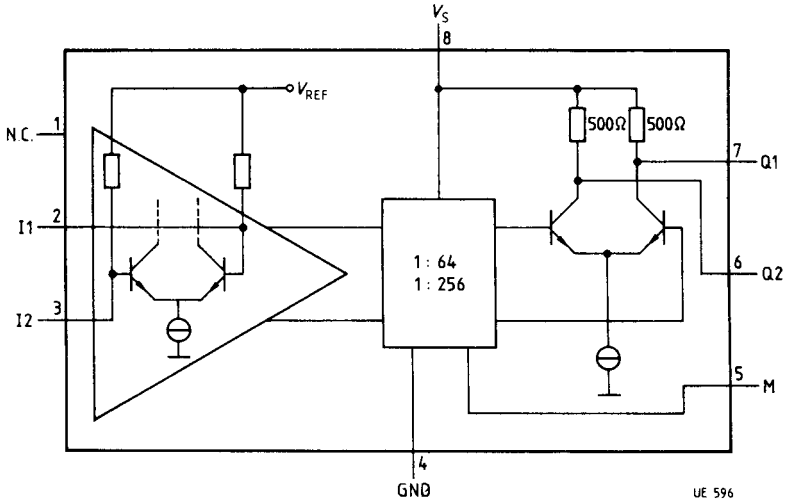 V_S
8
V_REF
500Ω 500Ω
N.C. 1
7 Q1
I1 2
1 : 64
1 : 256
6 Q2
I2 3
5 M
4
GND
UE 596